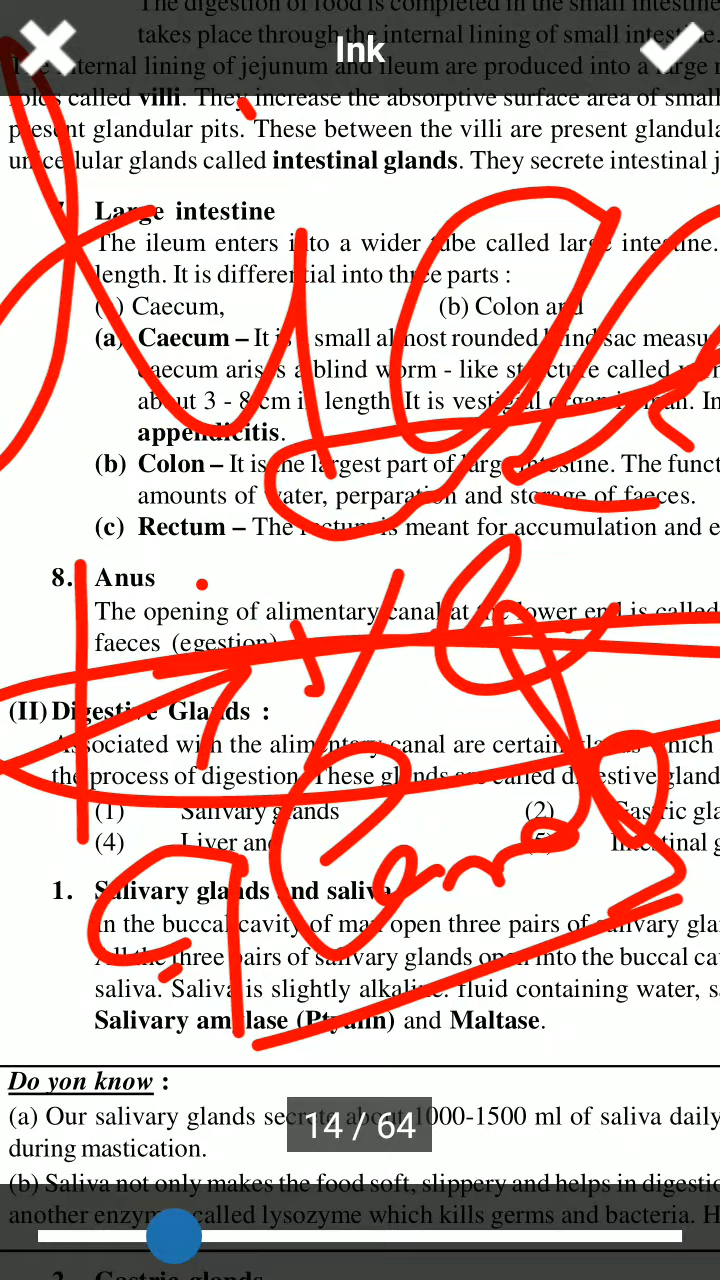 The digestion of food is completed in the small intestine
takes place through the internal lining of small intestine.
Ink
The internal lining of jejunum and ileum are produced into a large
folds called villi. They increase the absorptive surface area of small
present glandular pits. These between the villi are present glandula
unicellular glands called intestinal glands. They secrete intestinal j
7. Large intestine
The ileum enters into a wider tube called large intestine.
length. It is differential into three parts :
(a) Caecum, (b) Colon and
(a) Caecum – It is small almost rounded blind sac measu
caecum arises a blind worm - like structure called
about 3 - 8 cm in length. It is vestigial organ in man. In
appendicitis.
(b) Colon – It is the largest part of large intestine. The funct
amounts of water, perparation and storage of faeces.
(c) Rectum – The rectum is meant for accumulation and e
8. Anus
The opening of alimentary canal at the lower end is called
faeces (egestion)
(II) Digestive Glands :
Associated with the alimentary canal are certain glands which
the process of digestion. These glands are called digestive gland
(1) Salivary glands (2) Gastric gla
(4) Liver and (5) Intestinal g
1. Salivary glands and saliva
In the buccal cavity of man open three pairs of salivary gla
All the three pairs of salivary glands open into the buccal ca
saliva. Saliva is slightly alkaline. fluid containing water, s
Salivary amylase (Ptyalin) and Maltase.
Do yon know :
(a) Our salivary glands secrete about 1000-1500 ml of saliva daily
during mastication.
14 / 64
(b) Saliva not only makes the food soft, slippery and helps in digestio
another enzyme called lysozyme which kills germs and bacteria. H
2. Gastric glands